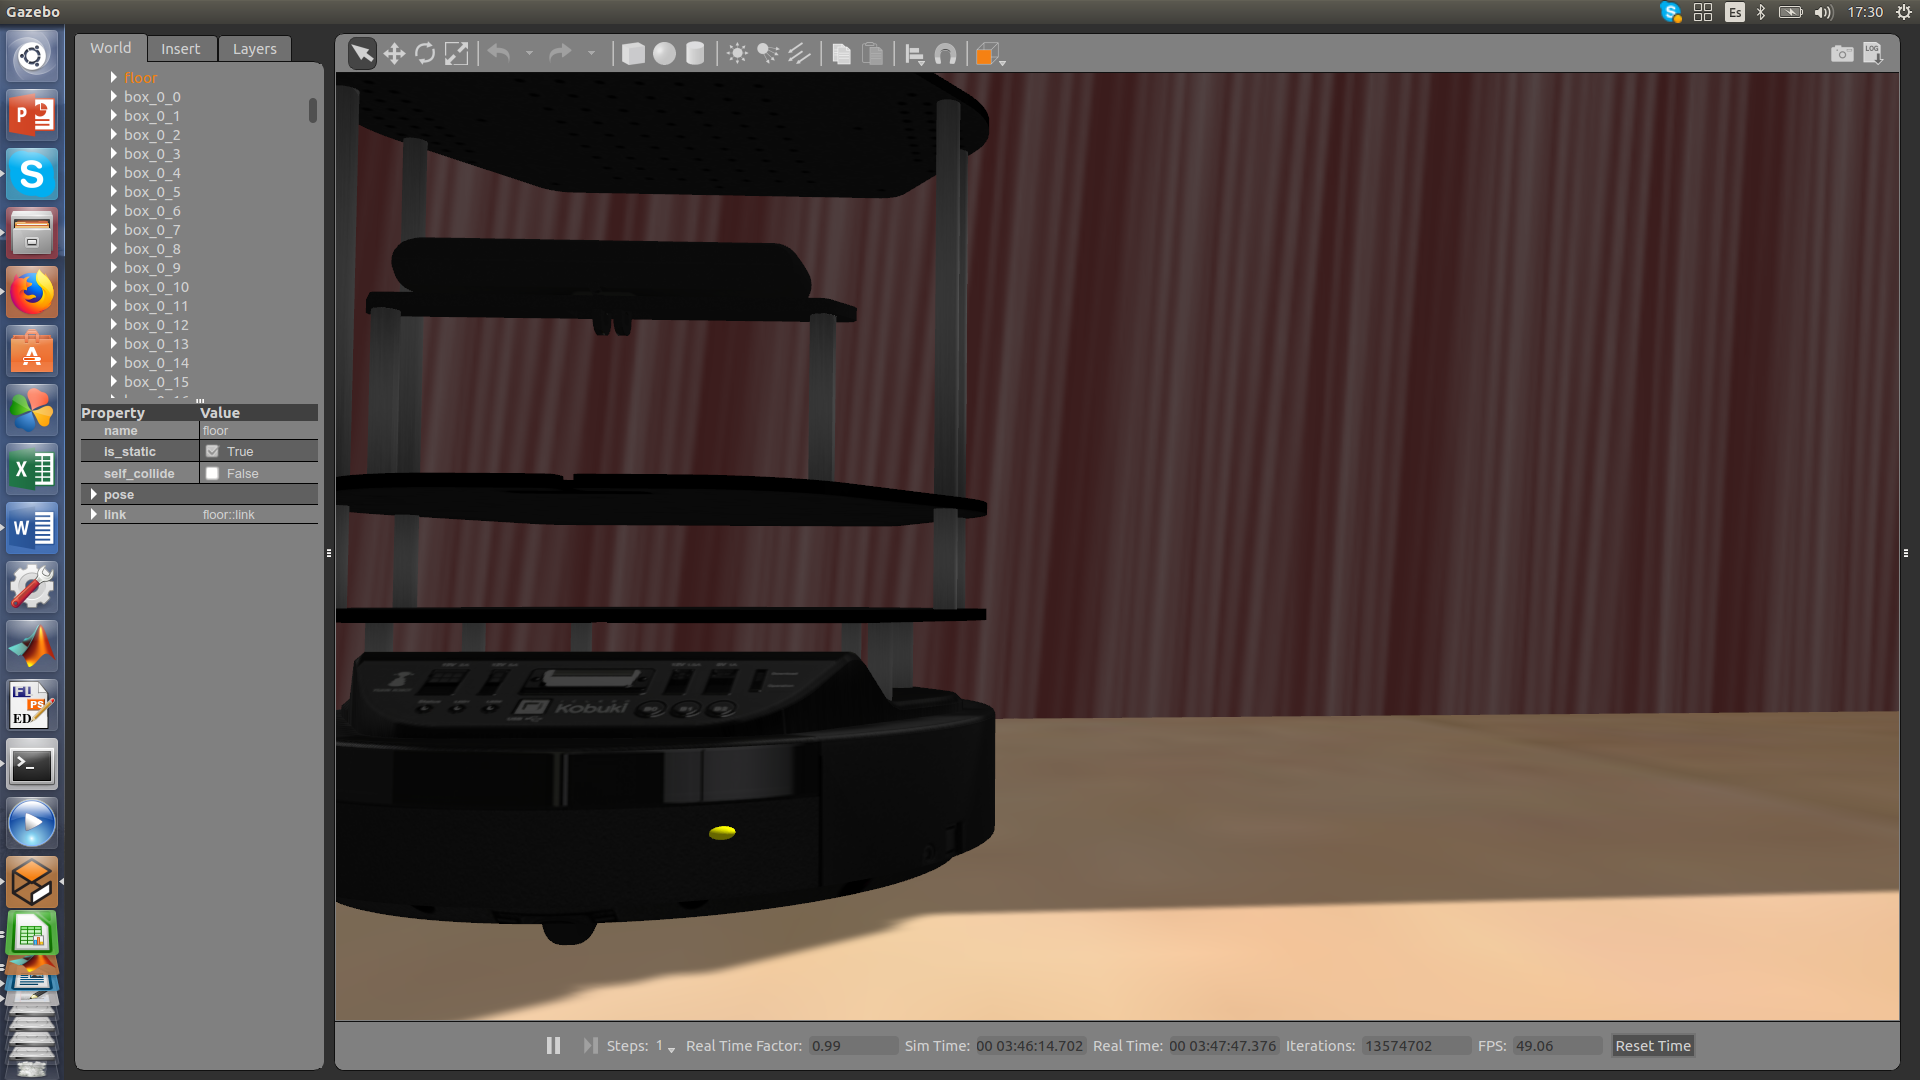 Gazebo
Es
17:30
World
Insert
Layers
LOG
floor
box_0_0
box_0_1
box_0_2
box_0_3
box_0_4
box_0_5
box_0_6
box_0_7
box_0_8
box_0_9
box_0_10
box_0_11
box_0_12
box_0_13
box_0_14
box_0_15
Property Value
name floor
is_static True
self_collide False
pose
link floor::link
Kobuki
Steps: 1 Real Time Factor: 0.99 Sim Time: 00 03:46:14.702 Real Time: 00 03:47:47.376 Iterations: 13574702 FPS: 49.06 Reset Time